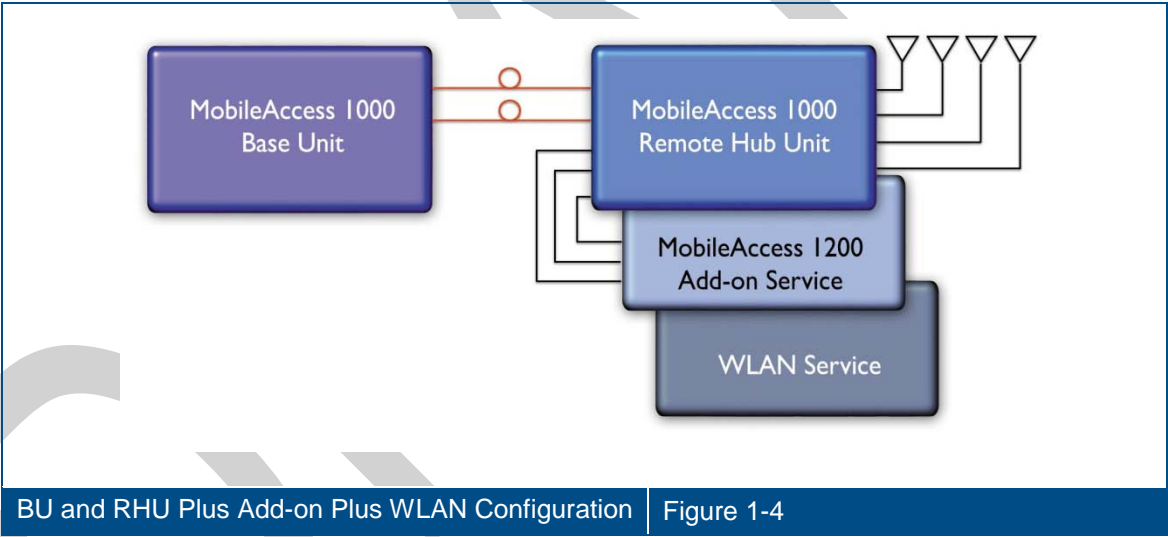 MobileAccess 1000
Base Unit
MobileAccess 1000
Remote Hub Unit
MobileAccess 1200
Add-on Service
WLAN Service
BU and RHU Plus Add-on Plus WLAN Configuration
Figure 1-4